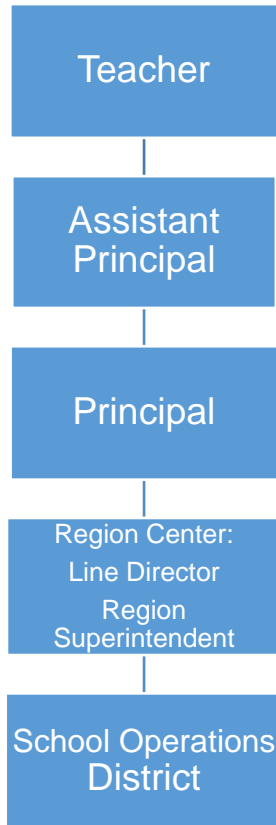 Teacher
Assistant
Principal
Principal
Region Center:
Line Director
Region
Superintendent
School Operations
District